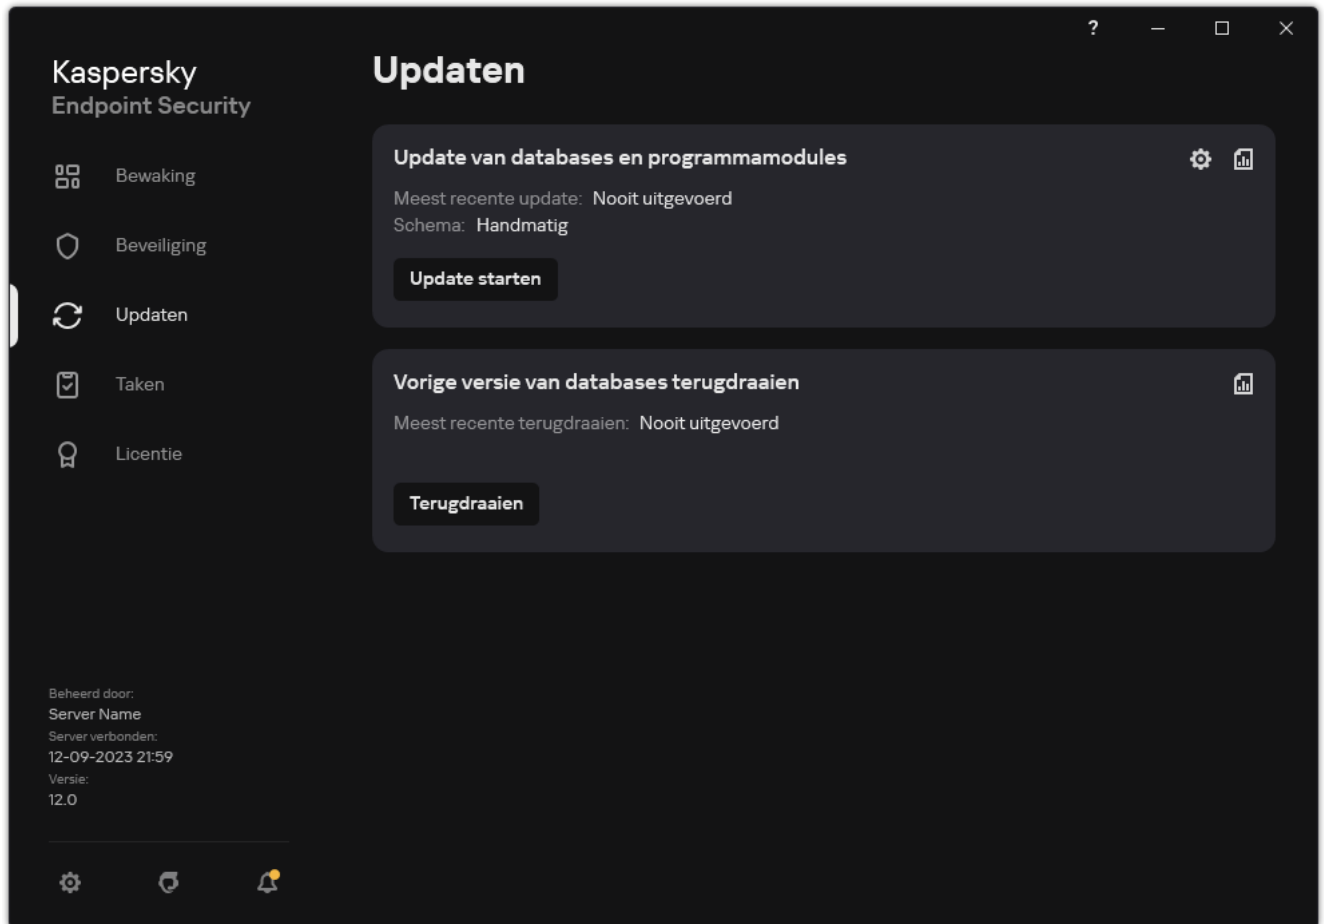 ?
Kaspersky
Endpoint Security
Bewaking
Beveiliging
Updaten
Taken
Licentie
Beheerd door:
Server Name
Server verbonden:
12-09-2023 21:59
Versie:
12.0
Updaten
Update van databases en programmamodules
Meest recente update: Nooit uitgevoerd
Schema: Handmatig
Update starten
Vorige versie van databases terugdraaien
Meest recente terugdraaien: Nooit uitgevoerd
Terugdraaien